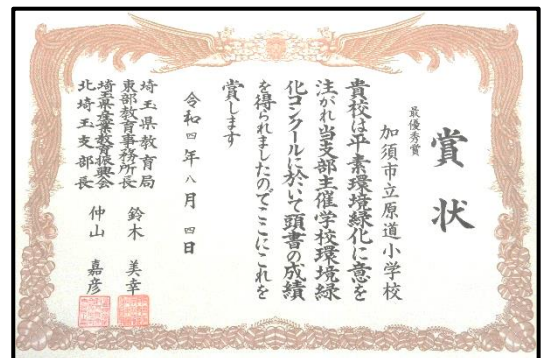 賞状
最優秀賞
加須市立原道小学校
貴校は平素環境緑化に意を
注がれ当支部主催学校環境緑
化コンクールに於いて頭書の成績
を得られましたのでここにこれを
賞します
令和四年八月四日
埼玉県教育局
東部教育事務所長 鈴木美幸
埼玉県産業教育振興会
北埼玉支部長 仲山嘉彦